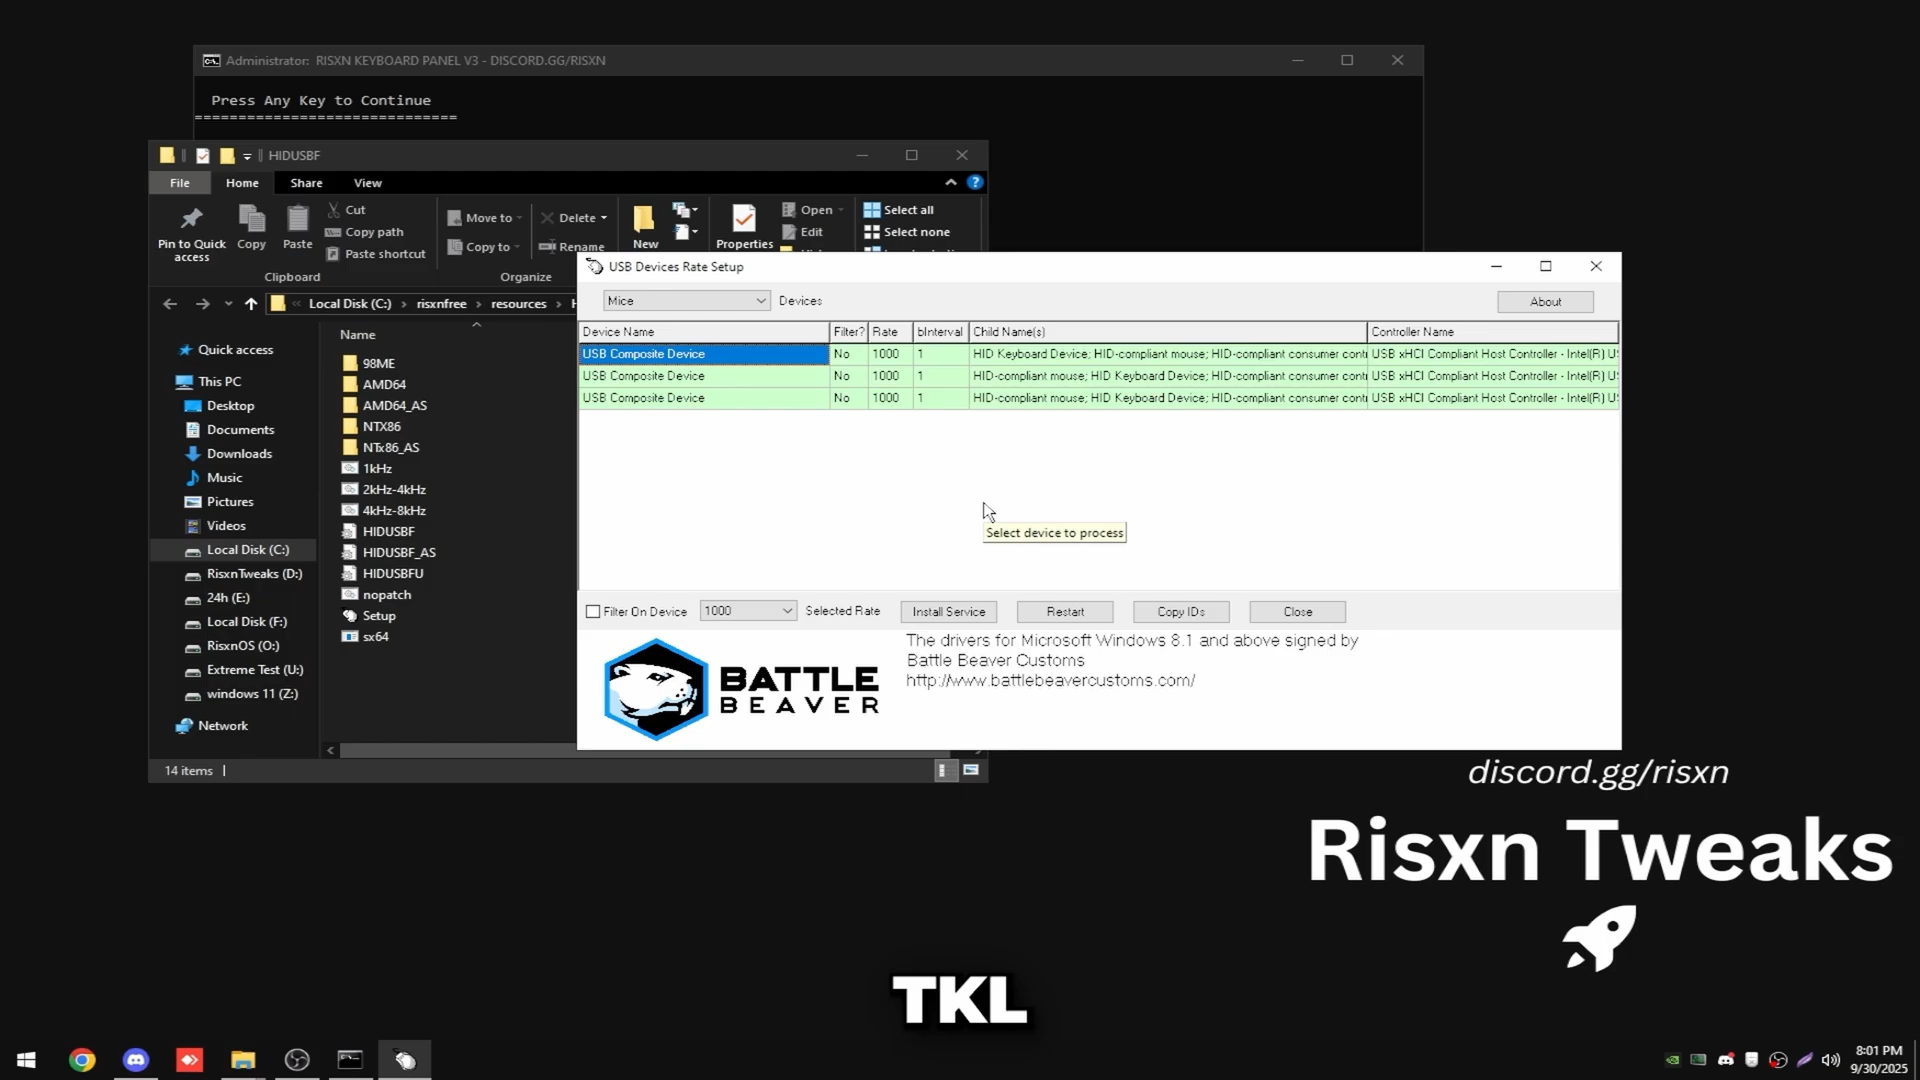 Administrator: RISXN KEYBOARD PANEL V3 - DISCORD.GG/RISXN
Press Any Key to Continue
=============================
HIDUSBF
File Home Share View
Pin to Quick access
Copy
Paste
Cut
Copy path
Paste shortcut
Clipboard
Move to
Copy to
Delete
Rename
Organize
New
Properties
Open
Edit
Select all
Select none
Local Disk (C:) > risxnfree > resources >
Quick access
This PC
Desktop
Documents
Downloads
Music
Pictures
Videos
Local Disk (C:)
RisxnTweaks (D:)
24h (E:)
Local Disk (F:)
RisxnOS (O:)
Extreme Test (U:)
windows 11 (Z:)
Network
Name
98ME
AMD64
AMD64_AS
NTX86
NTx86_AS
1kHz
2kHz-4kHz
4kHz-8kHz
HIDUSBF
HIDUSBF_AS
HIDUSBFU
nopatch
Setup
sx64
14 items
USB Devices Rate Setup
Mice Devices About
Device Name Filter? Rate bInterval Child Name(s) Controller Name
USB Composite Device No 1000 1 HID Keyboard Device; HID-compliant mouse; HID-compliant consumer contr USB xHCI Compliant Host Controller - Intel(R) U
USB Composite Device No 1000 1 HID-compliant mouse; HID Keyboard Device; HID-compliant consumer contr USB xHCI Compliant Host Controller - Intel(R) U
USB Composite Device No 1000 1 HID-compliant mouse; HID Keyboard Device; HID-compliant consumer contr USB xHCI Compliant Host Controller - Intel(R) U
Select device to process
Filter On Device 1000 Selected Rate Install Service Restart Copy IDs Close
BATTLE
BEAVER
The drivers for Microsoft Windows 8.1 and above signed by
Battle Beaver Customs
http://www.battlebeavercustoms.com/
discord.gg/risxn
Risxn Tweaks
TKL
8:01 PM
9/30/2025